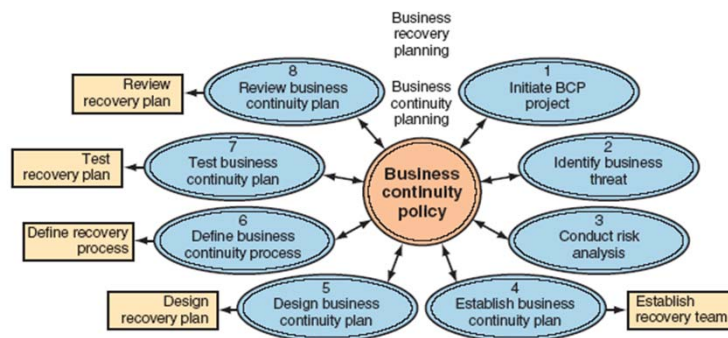 Business
recovery
planning
Business
continuity
planning
8
Review business
continuity plan
Review
recovery plan
1
Initiate BCP
project
7
Test business
continuity plan
Test
recovery plan
2
Identify business
threat
Business
continuity
policy
6
Define business
continuity process
Define recovery
process
3
Conduct risk
analysis
5
Design business
continuity plan
Design
recovery plan
4
Establish business
continuity plan
Establish
recovery team